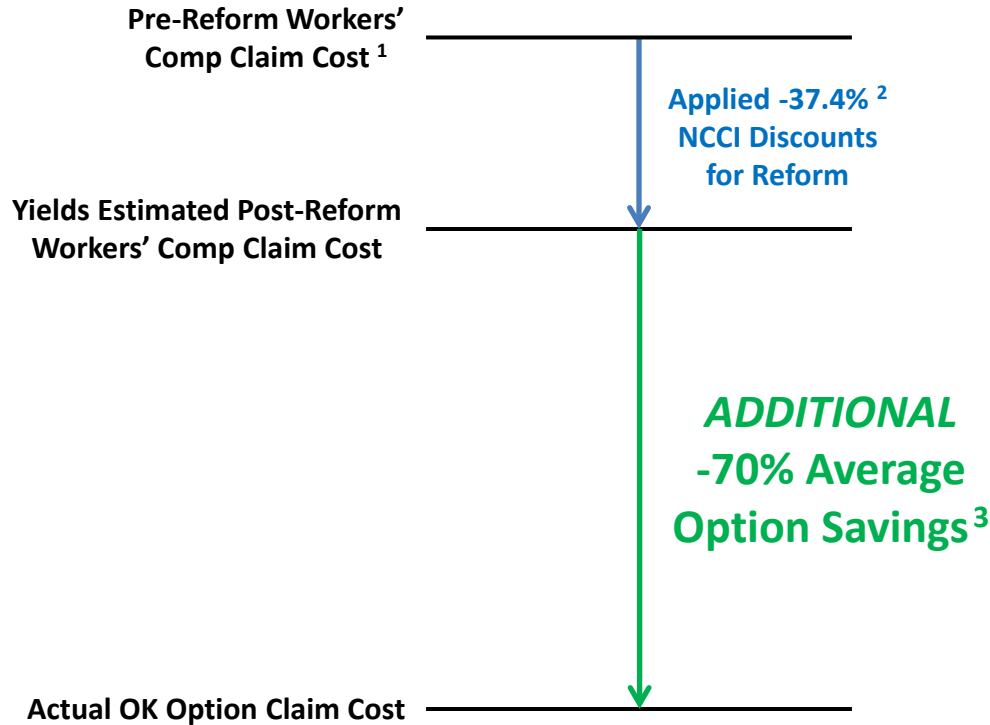 Pre-Reform Workers’
Comp Claim Cost 1
Applied -37.4% 2
NCCI Discounts
for Reform
Yields Estimated Post-Reform
Workers’ Comp Claim Cost
ADDITIONAL
-70% Average
Option Savings 3
Actual OK Option Claim Cost